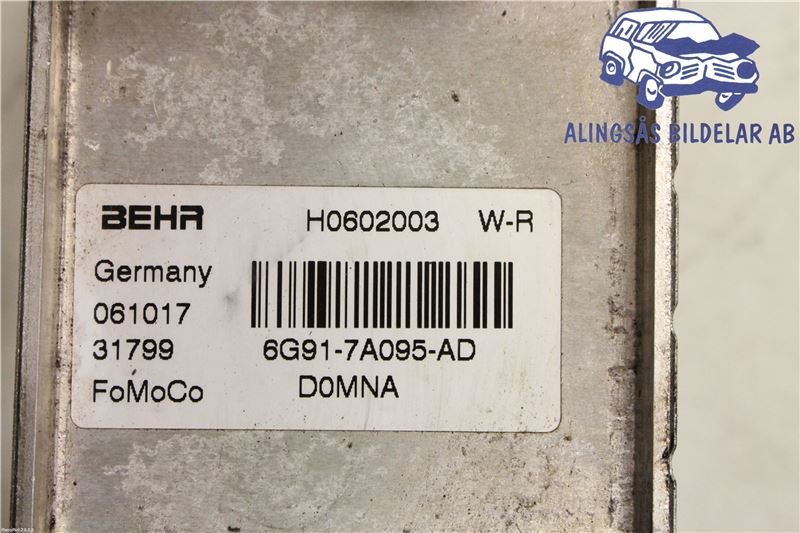 ALINGSÅS BILDELAR AB
BEHR H0602003 W-R
Germany
061017
31799 6G91-7A095-AD
FoMoCo D0MNA